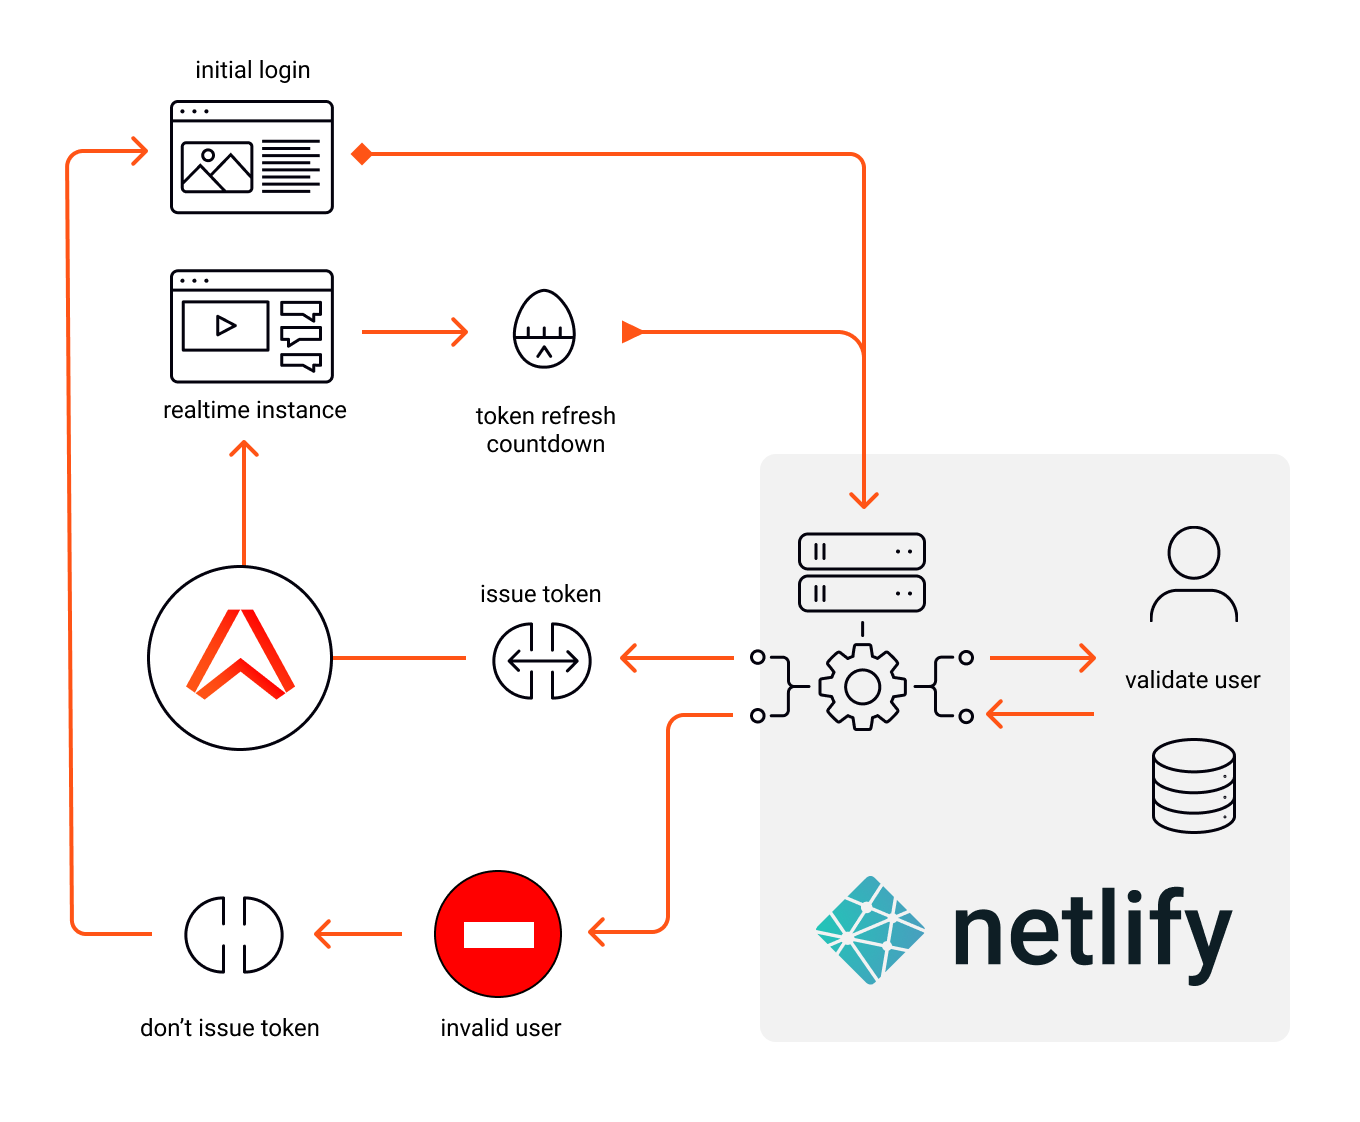 initial login
realtime instance
token refresh
countdown
issue token
validate user
netlify
don’t issue token
invalid user